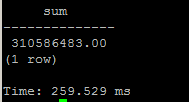 sum
--------------
310586483.00
(1 row)
Time: 259.529 ms